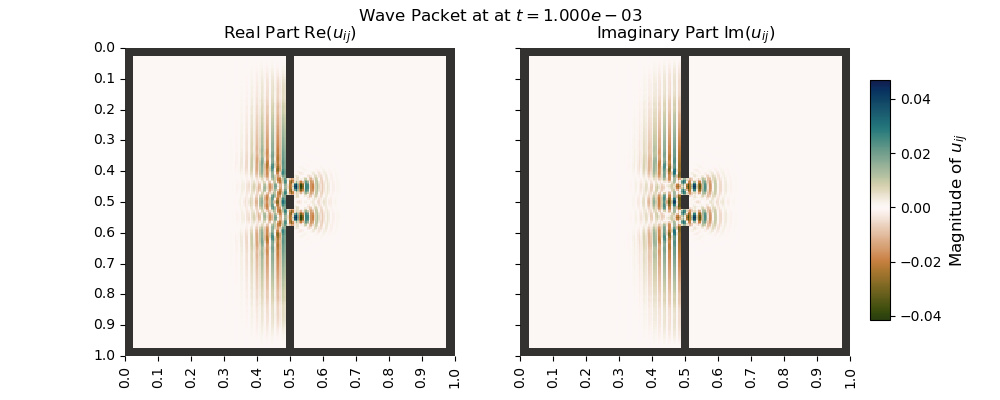 Wave Packet at at $t = 1.000e-03$
Real Part Re($u_{ij}$)
Imaginary Part Im($u_{ij}$)
0.0
0.1
0.2
0.3
0.4
0.5
0.6
0.7
0.8
0.9
1.0
0.0 0.1 0.2 0.3 0.4 0.5 0.6 0.7 0.8 0.9 1.0
0.0 0.1 0.2 0.3 0.4 0.5 0.6 0.7 0.8 0.9 1.0
0.04
0.02
0.00
−0.02
−0.04
Magnitude of $u_{ij}$